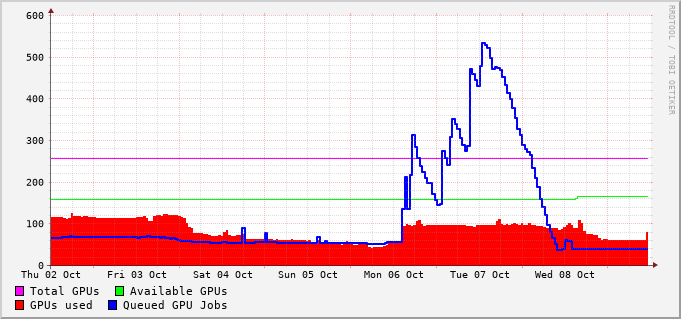 600
500
400
300
200
100
0
Thu 02 Oct Fri 03 Oct Sat 04 Oct Sun 05 Oct Mon 06 Oct Tue 07 Oct Wed 08 Oct
Total GPUs Available GPUs
GPUs used Queued GPU Jobs
RRDTOOL / TOBI OETIKER